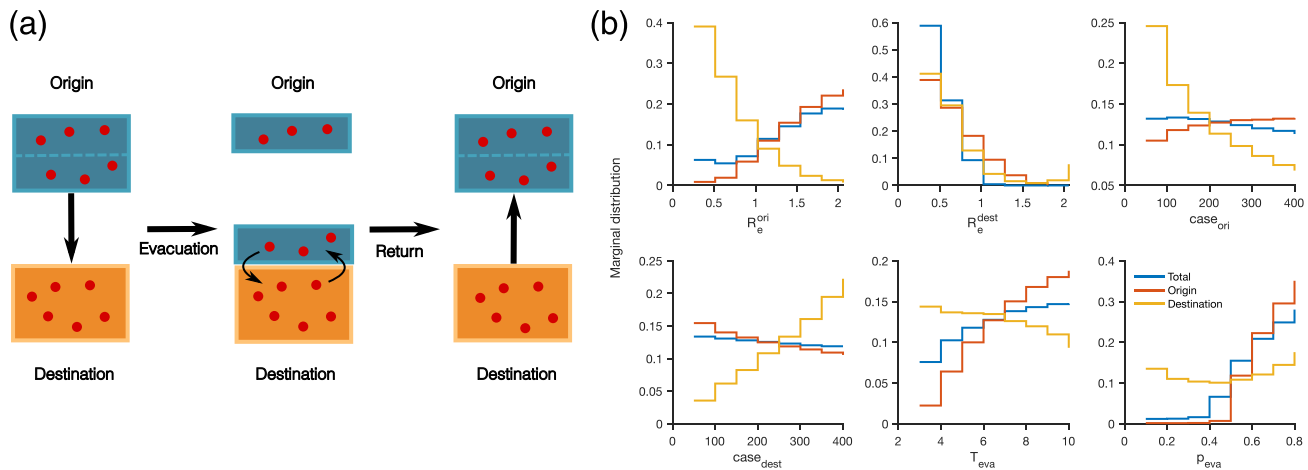 (a)
Origin
Origin
Origin
Evacuation
Return
Destination
Destination
Destination
(b)
Marginal distribution
0.4
0.3
0.2
0.1
0
0 0.5 1 1.5 2
R_e^ori
0.6
0.5
0.4
0.3
0.2
0.1
0
0 0.5 1 1.5 2
R_e^dest
0.25
0.2
0.15
0.1
0.05
0 100 200 300 400
case_ori
0.25
0.2
0.15
0.1
0.05
0
0 100 200 300 400
case_dest
0.2
0.15
0.1
0.05
0
2 4 6 8 10
T_eva
0.4
0.3
0.2
0.1
0
Total
Origin
Destination
0 0.2 0.4 0.6 0.8
p_eva